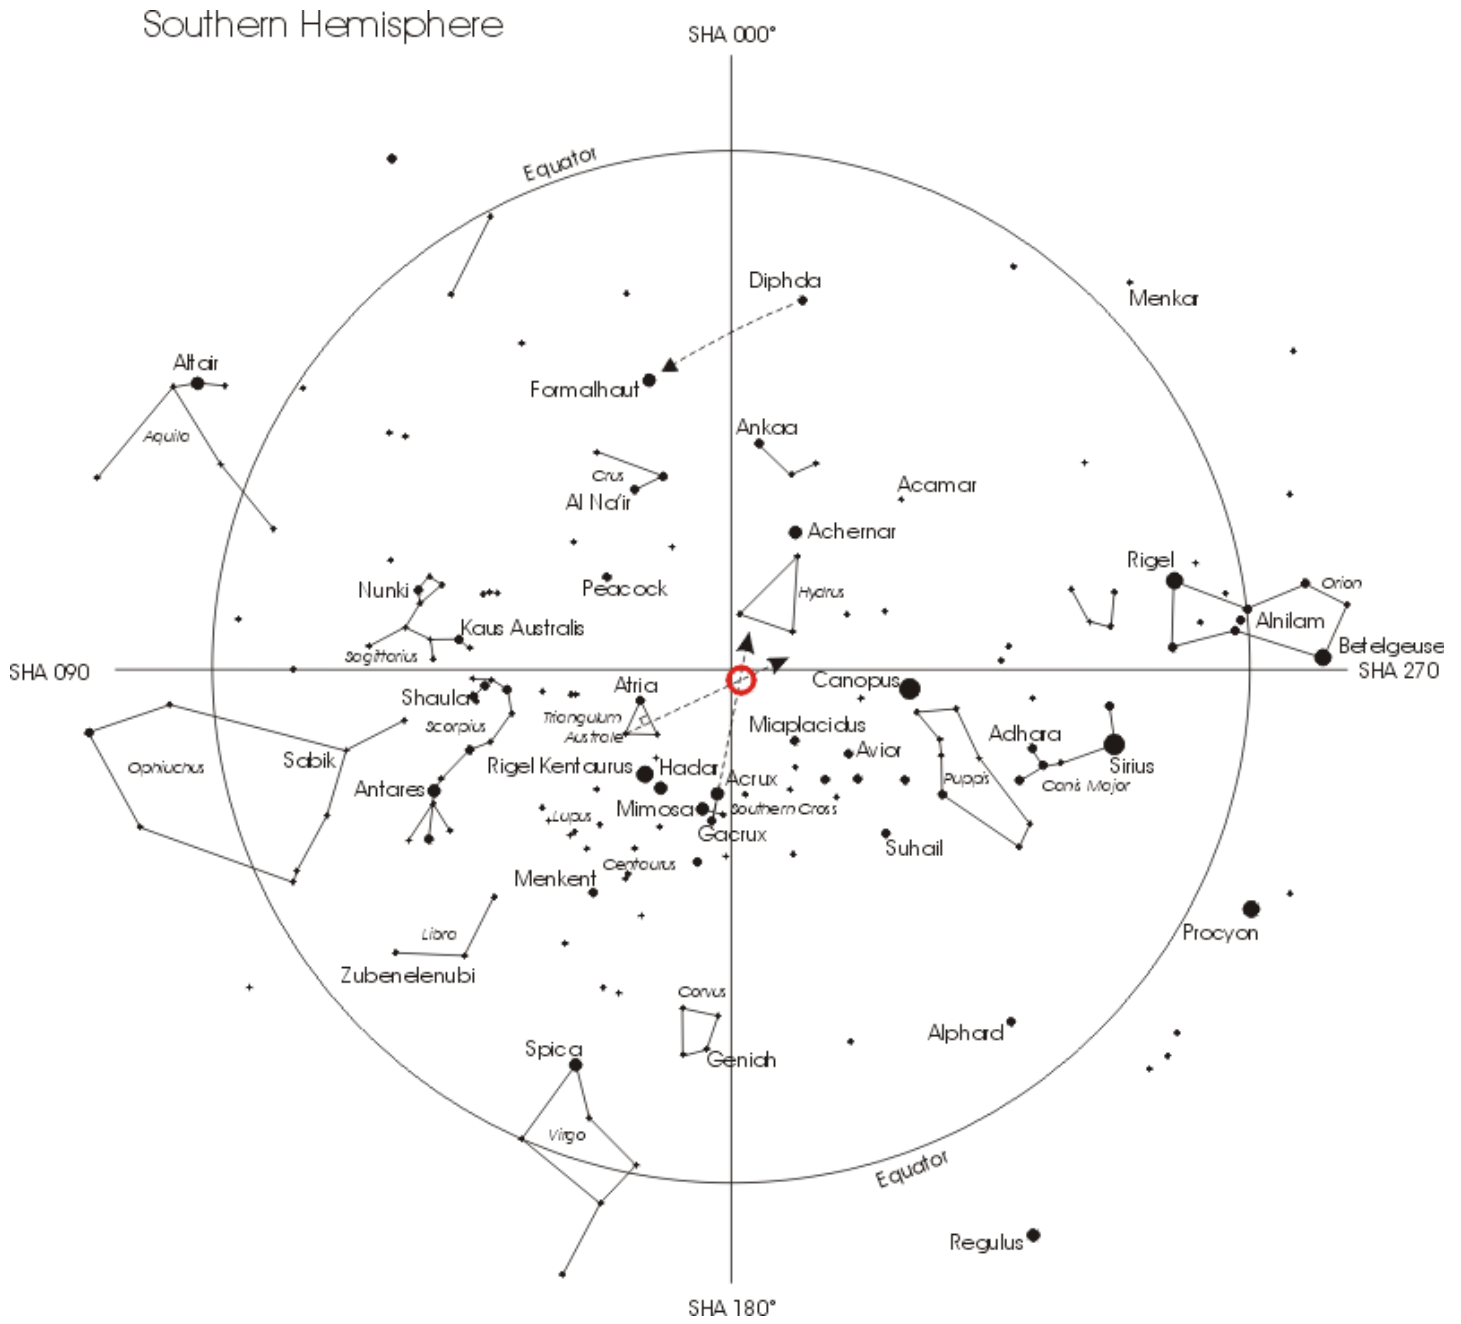 Southern Hemisphere
SHA 000°
Equator
Diphda
Menkar
Altair
Formalhaut
Aquila
Ankaa
Crus
Al Na'ir
Acamar
Achernar
Rigel
Nunki
Peacock
Hydrus
Orion
Alnilam
Kaus Australis
Sagittarius
Betelgeuse
SHA 090
SHA 270
Canopus
Shaula
Atria
Scorpius
Triangulum
Australe
Miaplacidus
Adhara
Avior
Sabik
Ophiuchus
Rigel Kentaurus
Hadar
Sirius
Antares
Acrux
Puppis
Canis Major
Mimosa
Southern Cross
Lupus
Gacrux
Suhail
Centaurus
Menkent
Procyon
Libra
Zubenelenubi
Corvus
Alphard
Spica
Geniah
Virgo
Equator
Regulus
SHA 180°